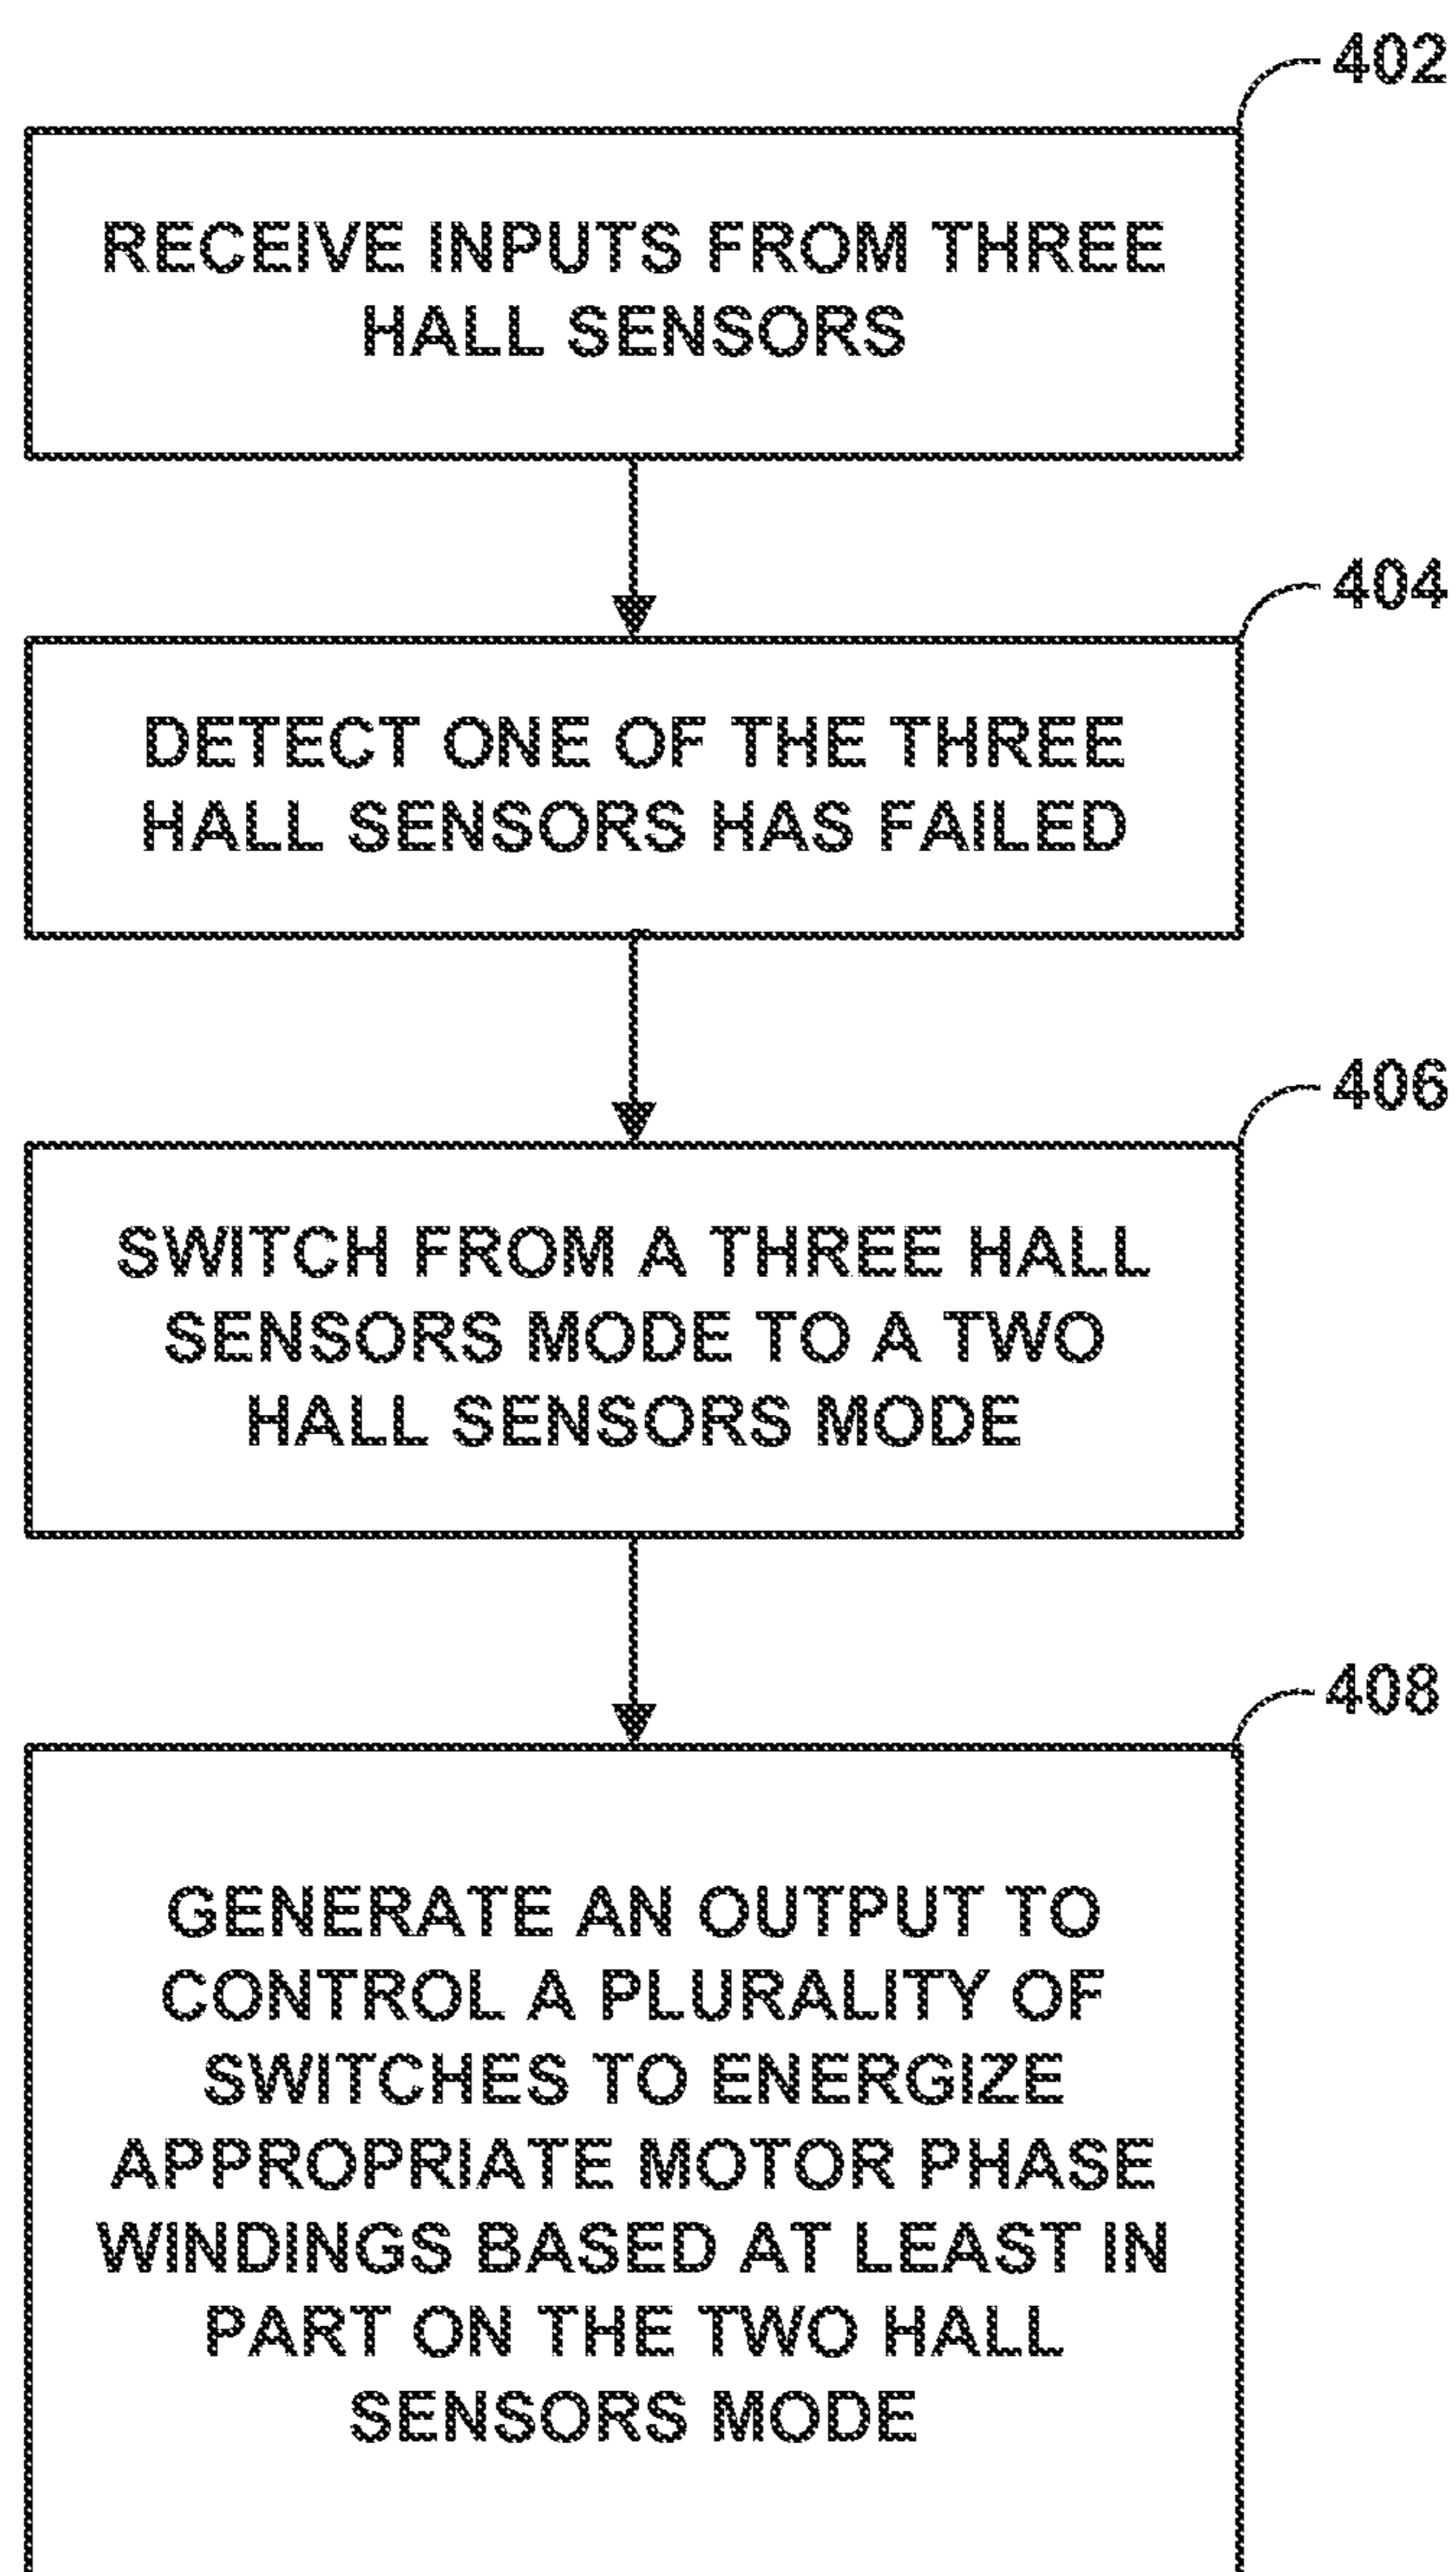 402
RECEIVE INPUTS FROM THREE
HALL SENSORS
404
DETECT ONE OF THE THREE
HALL SENSORS HAS FAILED
406
SWITCH FROM A THREE HALL
SENSORS MODE TO A TWO
HALL SENSORS MODE
408
GENERATE AN OUTPUT TO
CONTROL A PLURALITY OF
SWITCHES TO ENERGIZE
APPROPRIATE MOTOR PHASE
WINDINGS BASED AT LEAST IN
PART ON THE TWO HALL
SENSORS MODE